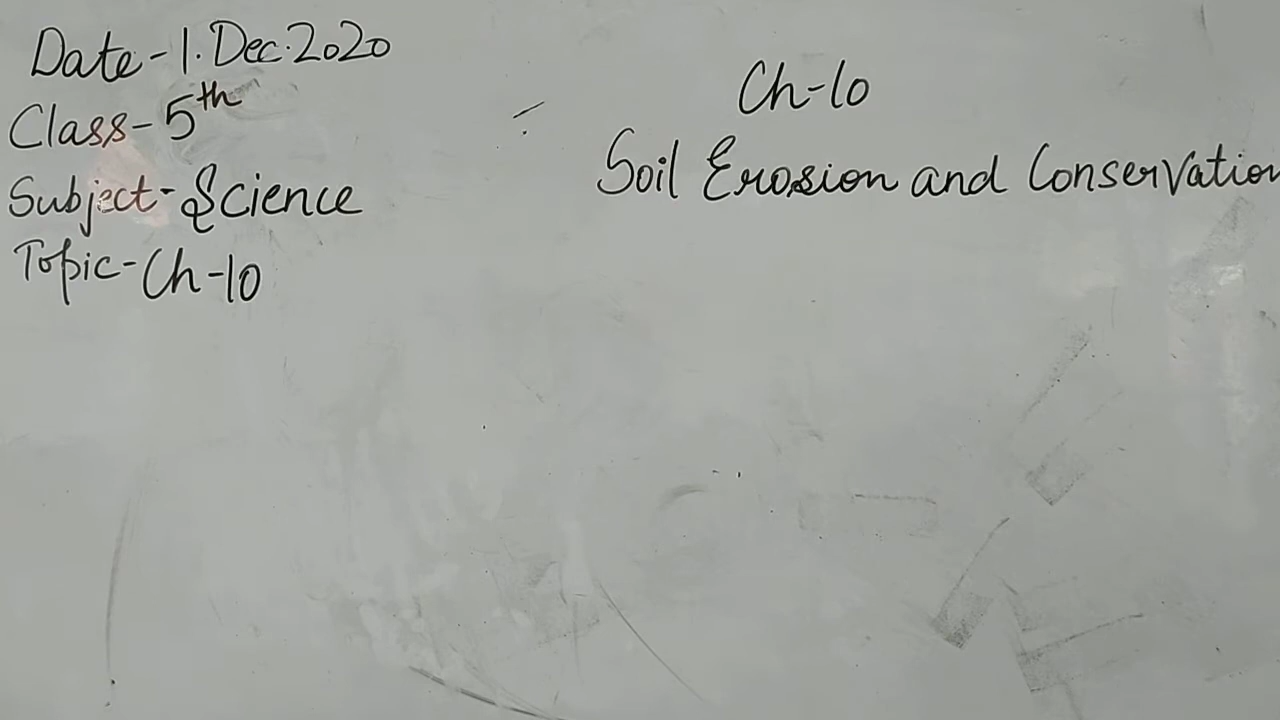 Date-1.Dec.2020
Class-5th
Subject-Science
Topic-Ch-10
Ch-10
Soil Erosion and Conservation